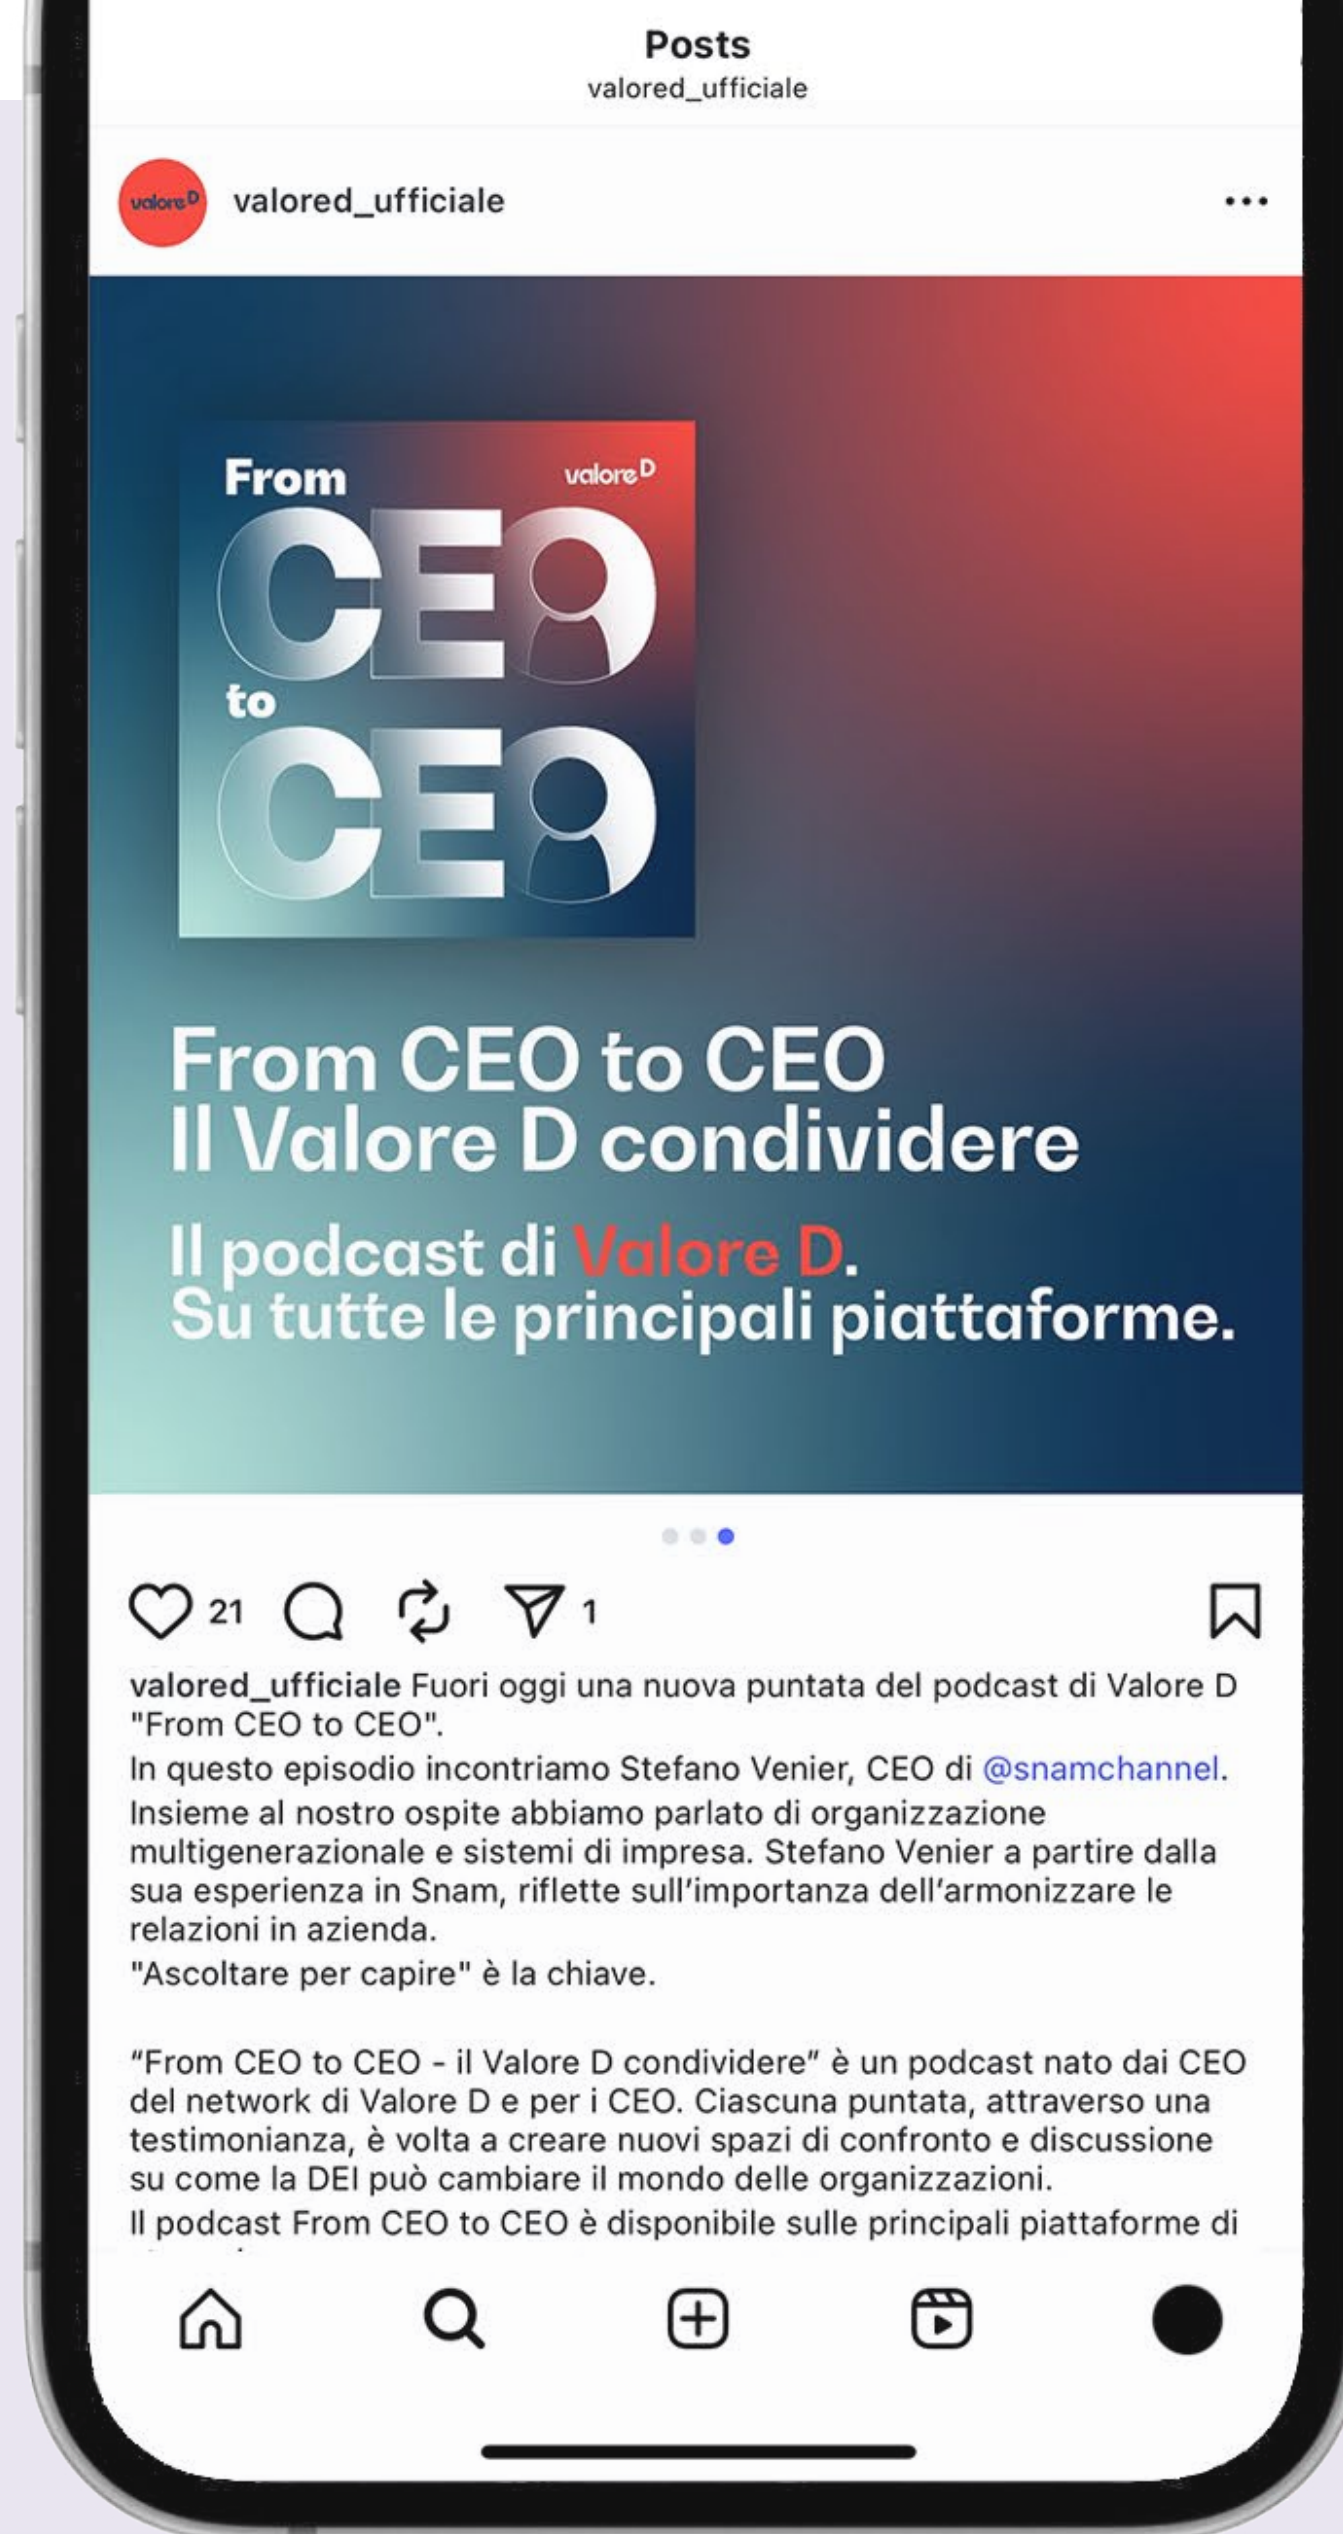 Posts
valored_ufficiale
valoreD
valored_ufficiale
From
valoreD
CEO
to
CEO
From CEO to CEO
Il Valore D condividere
Il podcast di Valore D.
Su tutte le principali piattaforme.
21
1
valored_ufficiale Fuori oggi una nuova puntata del podcast di Valore D
"From CEO to CEO".
In questo episodio incontriamo Stefano Venier, CEO di @snamchannel.
Insieme al nostro ospite abbiamo parlato di organizzazione
multigenerazionale e sistemi di impresa. Stefano Venier a partire dalla
sua esperienza in Snam, riflette sull’importanza dell’armonizzare le
relazioni in azienda.
"Ascoltare per capire" è la chiave.
“From CEO to CEO - il Valore D condividere” è un podcast nato dai CEO
del network di Valore D e per i CEO. Ciascuna puntata, attraverso una
testimonianza, è volta a creare nuovi spazi di confronto e discussione
su come la DEI può cambiare il mondo delle organizzazioni.
Il podcast From CEO to CEO è disponibile sulle principali piattaforme di